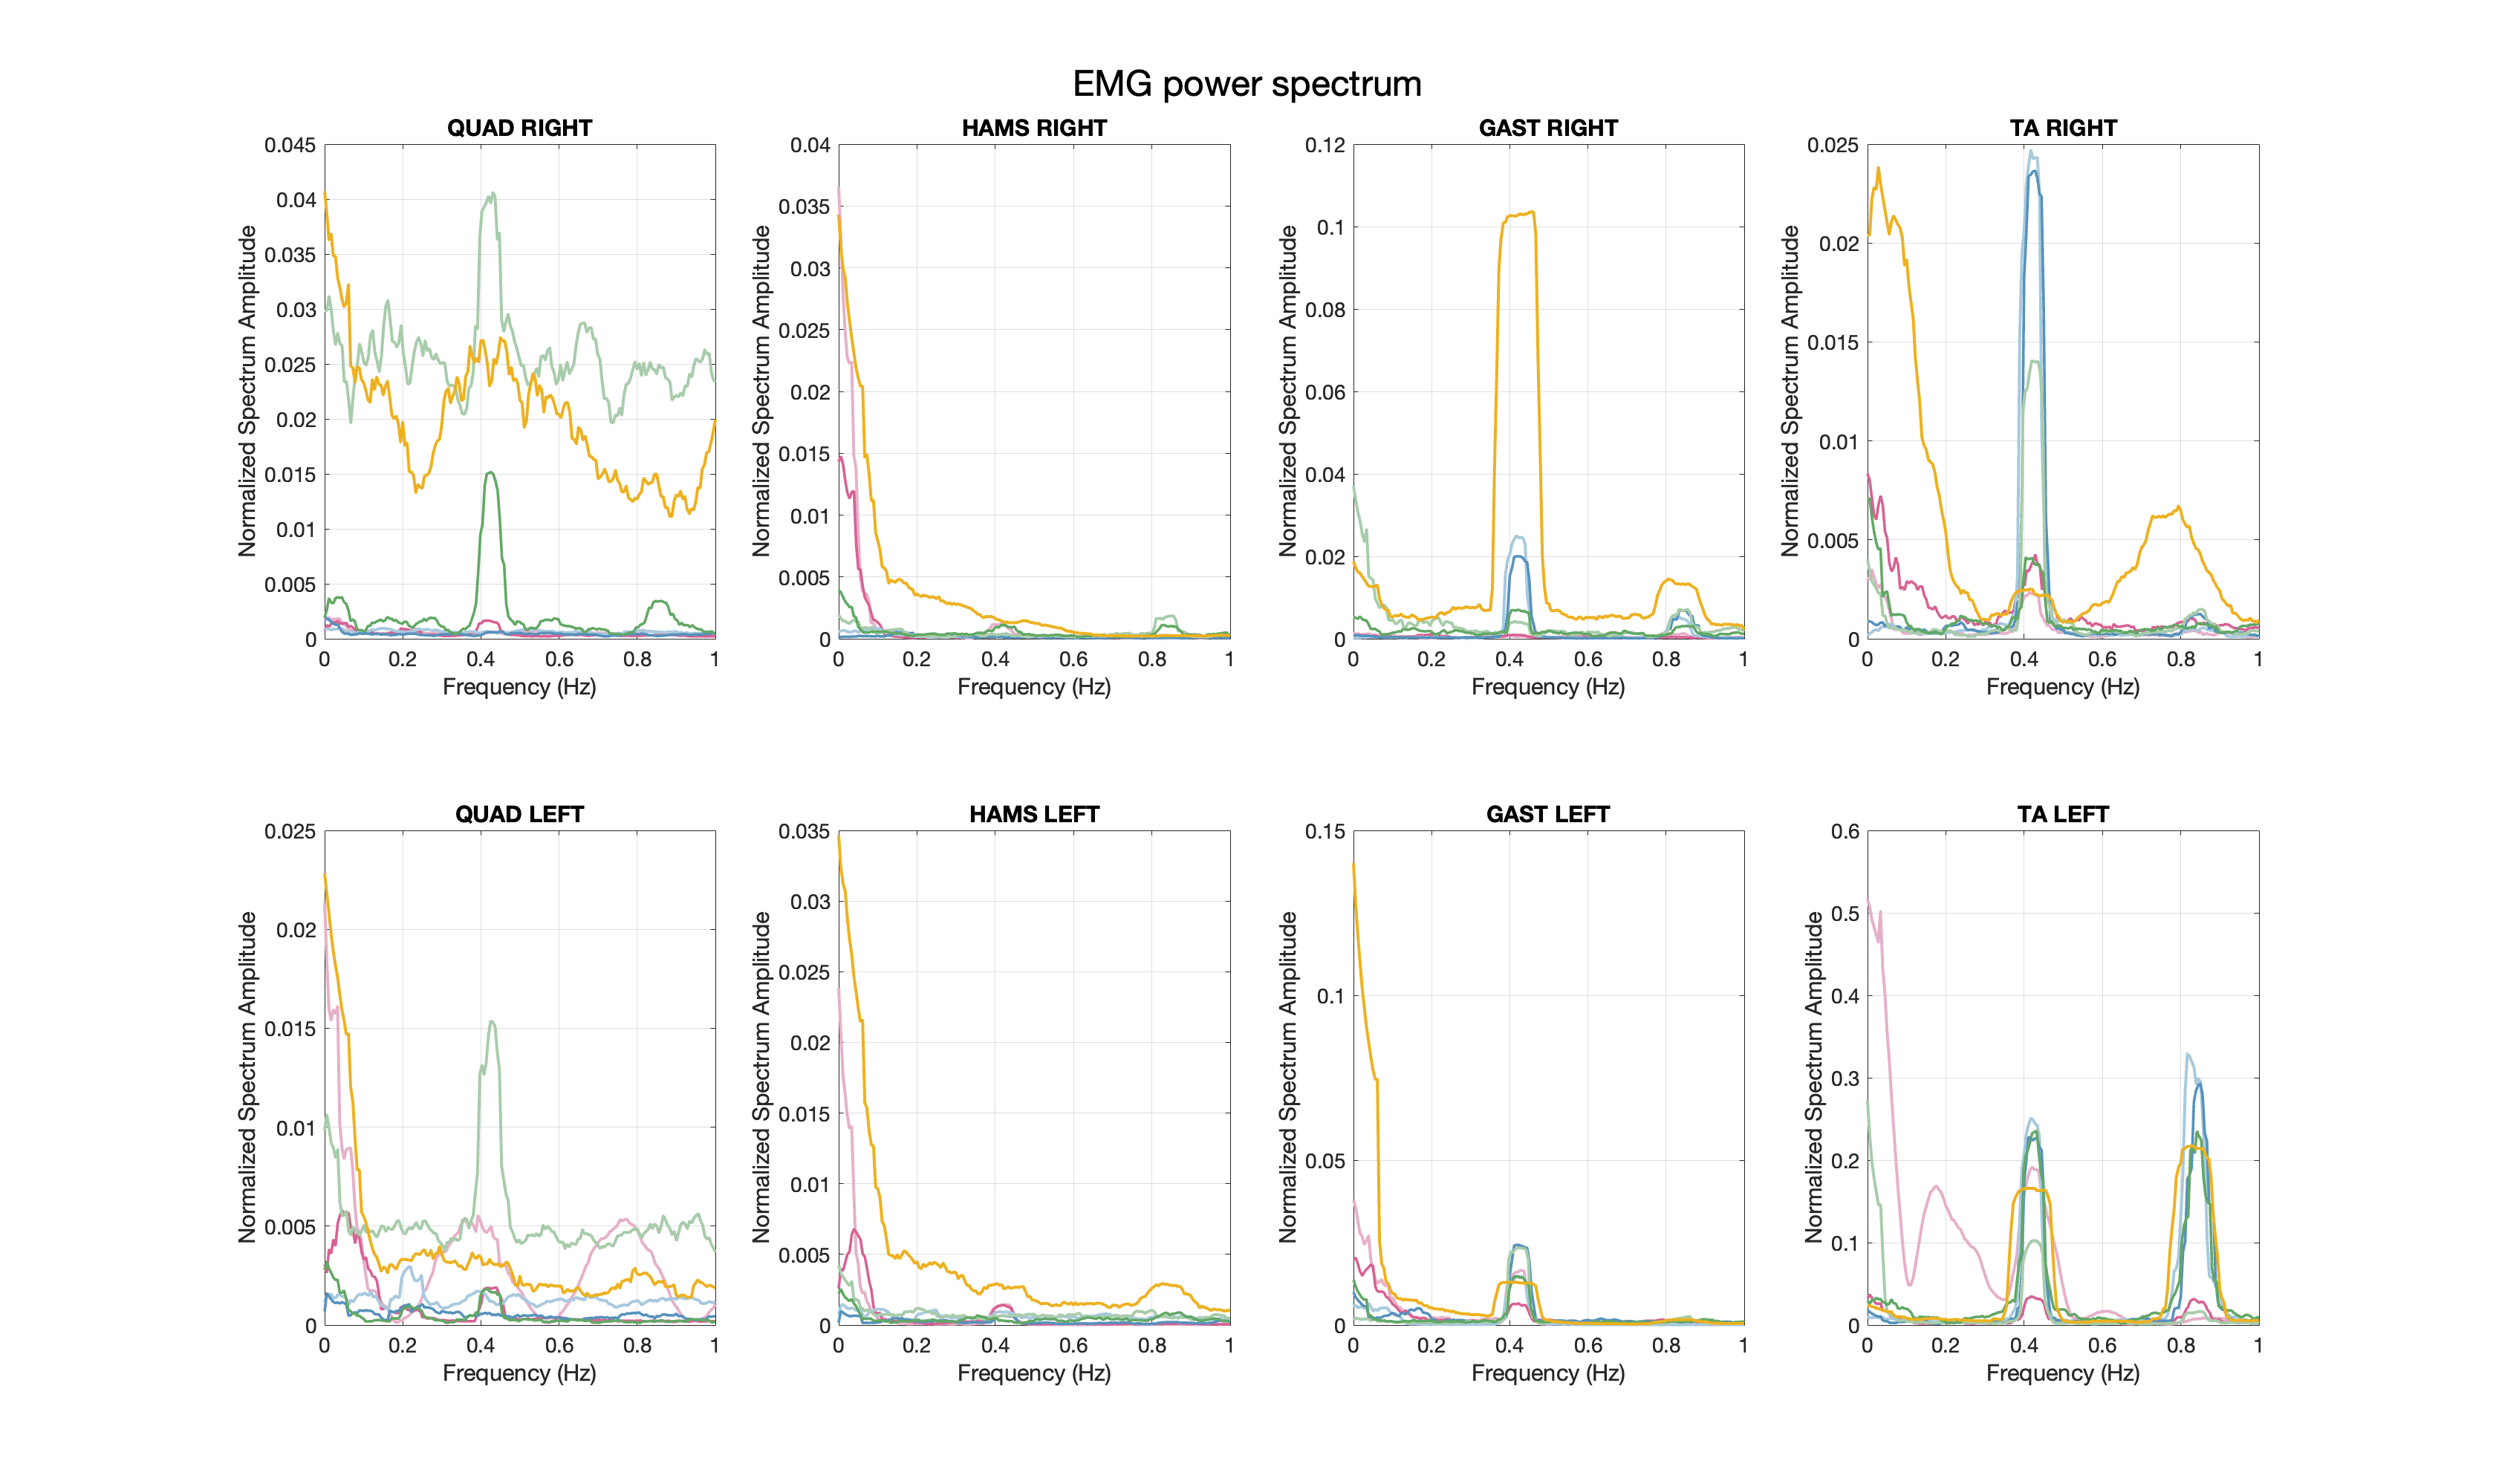 EMG power spectrum
QUAD RIGHT
HAMS RIGHT
GAST RIGHT
TA RIGHT
0.045
0.04
0.035
0.03
0.025
0.02
0.015
0.01
0.005
0
Normalized Spectrum Amplitude
0 0.2 0.4 0.6 0.8 1
Frequency (Hz)
0.04
0.035
0.03
0.025
0.02
0.015
0.01
0.005
0
Normalized Spectrum Amplitude
0 0.2 0.4 0.6 0.8 1
Frequency (Hz)
0.12
0.1
0.08
0.06
0.04
0.02
0
Normalized Spectrum Amplitude
0 0.2 0.4 0.6 0.8 1
Frequency (Hz)
0.025
0.02
0.015
0.01
0.005
0
Normalized Spectrum Amplitude
0 0.2 0.4 0.6 0.8 1
Frequency (Hz)
QUAD LEFT
HAMS LEFT
GAST LEFT
TA LEFT
0.025
0.02
0.015
0.01
0.005
0
Normalized Spectrum Amplitude
0 0.2 0.4 0.6 0.8 1
Frequency (Hz)
0.035
0.03
0.025
0.02
0.015
0.01
0.005
0
Normalized Spectrum Amplitude
0 0.2 0.4 0.6 0.8 1
Frequency (Hz)
0.15
0.1
0.05
0
Normalized Spectrum Amplitude
0 0.2 0.4 0.6 0.8 1
Frequency (Hz)
0.6
0.5
0.4
0.3
0.2
0.1
0
Normalized Spectrum Amplitude
0 0.2 0.4 0.6 0.8 1
Frequency (Hz)